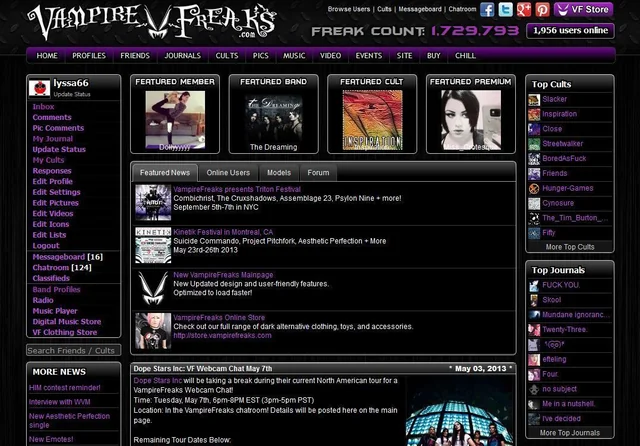 VAMPIRE FREAKS .com
Browse Users | Cults | Messageboard | Chatroom
VF Store
FREAK COUNT: 1.729.793
1,956 users online
HOME PROFILES FRIENDS JOURNALS CULTS PICS MUSIC VIDEO EVENTS SITE BUY CHILL
lyssa66
Update Status
Inbox
Comments
Pic Comments
My Journal
Update Status
My Cults
Responses
Edit Profile
Edit Settings
Edit Pictures
Edit Videos
Edit Icons
Edit Lists
Logout
Messageboard [16]
Chatroom [124]
Classifieds
Band Profiles
Radio
Music Player
Digital Music Store
VF Clothing Store
Search Friends / Cults
MORE NEWS
HIM contest reminder!
Interview with WVM
New Aesthetic Perfection
single
New Emotes!
FEATURED MEMBER
Dollyyyyyy
FEATURED BAND
THE DREAMING
The Dreaming
FEATURED CULT
INSPIRATION
FEATURED PREMIUM
Featured News
Online Users
Models
Forum
VampireFreaks presents Triton Festival
Combichrist, The Cruxshadows, Assemblage 23, Psylon Nine + more!
September 5th-7th in NYC
KINETIK
Kinetik Festival in Montreal, CA
Suicide Commando, Project Pitchfork, Aesthetic Perfection + More
May 23rd-26th 2013
New VampireFreaks Mainpage
New Updated design and user-friendly features.
Optimized to load faster!
VampireFreaks Online Store
Check out our full range of dark alternative clothing, toys, and accessories.
http://store.vampirefreaks.com
Dope Stars Inc: VF Webcam Chat May 7th
* May 03, 2013 *
Dope Stars Inc will be taking a break during their current North American tour for a
VampireFreaks Webcam Chat!
Time: Tuesday, May 7th, 6pm-8PM EST (3pm-5pm PST)
Location: In the VampireFreaks chatroom! Details will be posted here on the main
page.
Remaining Tour Dates Below:
Top Cults
Slacker
Inspiration
Close
Streetwalker
BoredAsFuck
Friends
Hunger-Games
Cynosure
The_Tim_Burton_...
Fifty
More Top Cults
Top Journals
FUCK YOU.
Skool
Mundane ignoranc...
Twenty-Three.
efteling
Four.
no subject
Me in a nutshell.
I've decided
More Top Journals